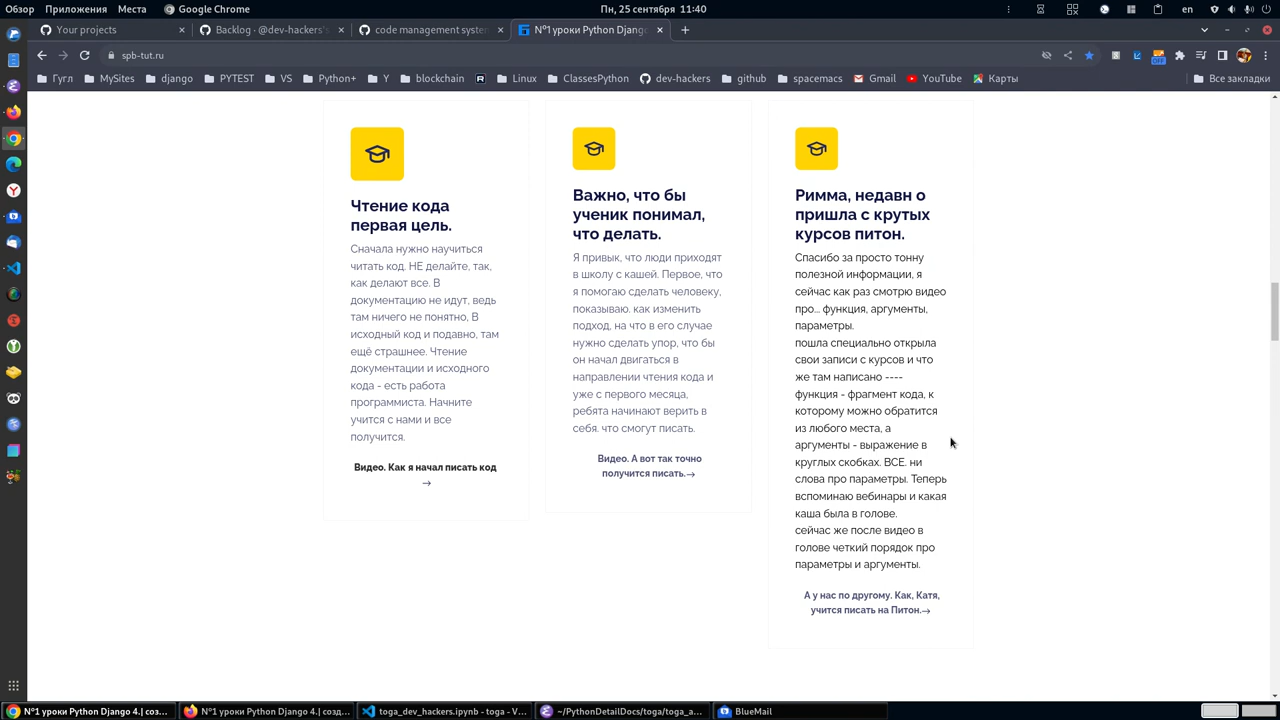 Обзор Приложения Места Google Chrome
Пн, 25 сентября 11:40
en
Your projects
Backlog · @dev-hackers's
code management system
N°1 уроки Python Django
spb-tut.ru
OFF
Гугл
MySites
django
PYTEST
VS
Python+
Y
blockchain
Linux
ClassesPython
dev-hackers
github
spacemacs
Gmail
YouTube
Карты
Все закладки
Чтение кода
первая цель.
Сначала нужно научиться
читать код. НЕ делайте, так,
как делают все. В
документацию не идут, ведь
там ничего не понятно, В
исходный код и подавно, там
ещё страшнее. Чтение
документации и исходного
кода - есть работа
программиста. Начните
учится с нами и все
получится.
Видео. Как я начал писать код
→
Важно, что бы
ученик понимал,
что делать.
Я привык, что люди приходят
в школу с кашей. Первое, что
я помогаю сделать человеку,
показываю. как изменить
подход, на что в его случае
нужно сделать упор, что бы
он начал двигаться в
направлении чтения кода и
уже с первого месяца,
ребята начинают верить в
себя. что смогут писать.
Видео. А вот так точно
получится писать.→
Римма, недавн о
пришла с крутых
курсов питон.
Спасибо за просто тонну
полезной информации, я
сейчас как раз смотрю видео
про... функция, аргументы,
параметры.
пошла специально открыла
свои записи с курсов и что
же там написано ----
функция - фрагмент кода, к
которому можно обратится
из любого места, а
аргументы - выражение в
круглых скобках. ВСЕ. ни
слова про параметры. Теперь
вспоминаю вебинары и какая
каша была в голове.
сейчас же после видео в
голове четкий порядок про
параметры и аргументы.
А у нас по другому. Как, Катя,
учится писать на Питон.→
N°1 уроки Python Django 4.| соз...
N°1 уроки Python Django 4.| созд...
toga_dev_hackers.ipynb - toga - V...
~/PythonDetailDocs/toga/toga_a...
BlueMail